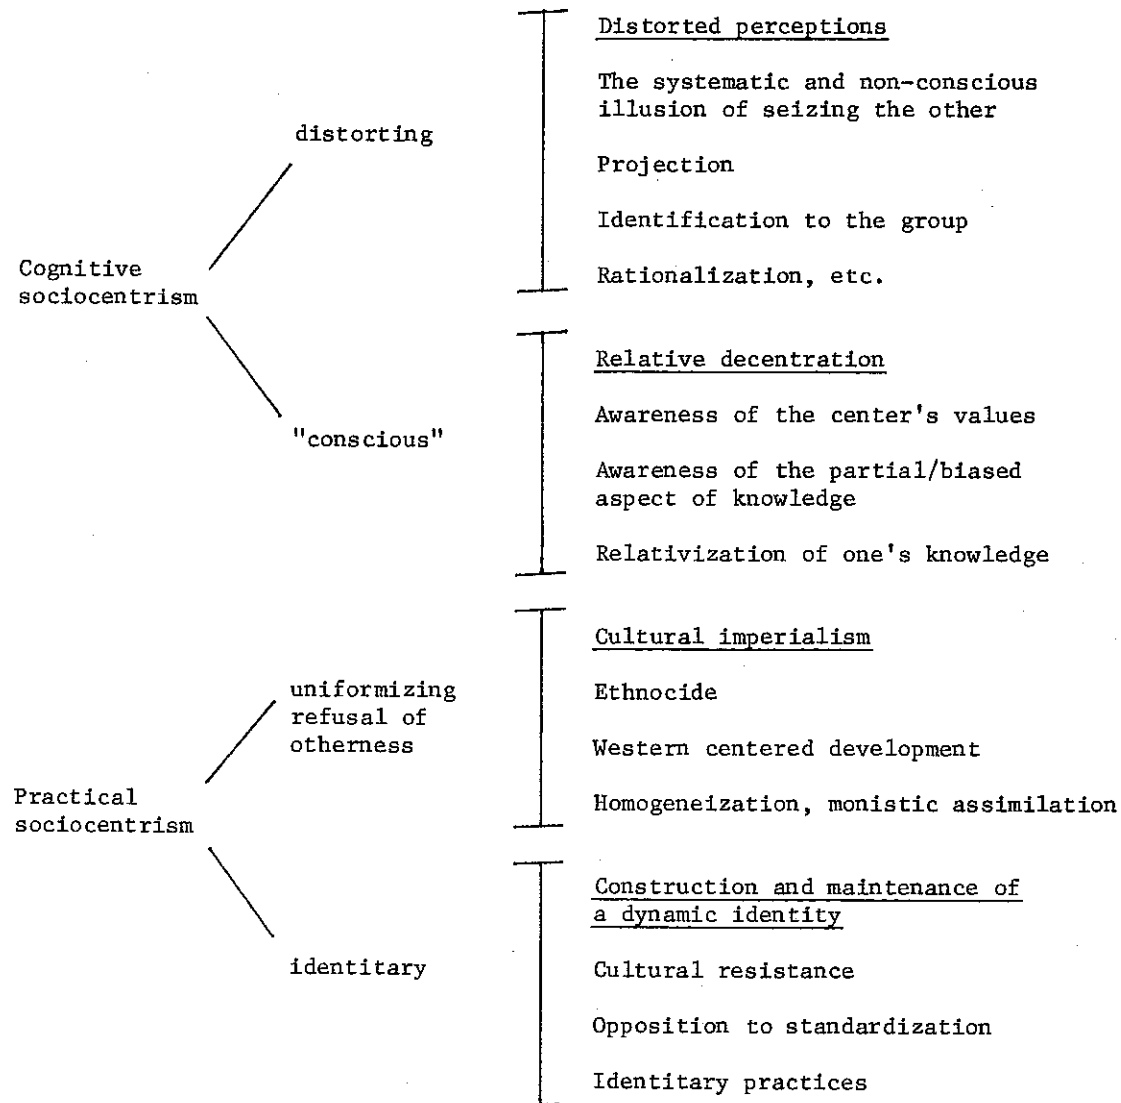 Distorted perceptions
The systematic and non-conscious
illusion of seizing the other
distorting
Projection
Identification to the group
Cognitive
sociocentrism
Rationalization, etc.
Relative decentration
Awareness of the center's values
"conscious"
Awareness of the partial/biased
aspect of knowledge
Relativization of one's knowledge
Cultural imperialism
uniformizing
refusal of
otherness
Ethnocide
Western centered development
Practical
sociocentrism
Homogeneization, monistic assimilation
Construction and maintenance of
a dynamic identity
identitary
Cultural resistance
Opposition to standardization
Identitary practices